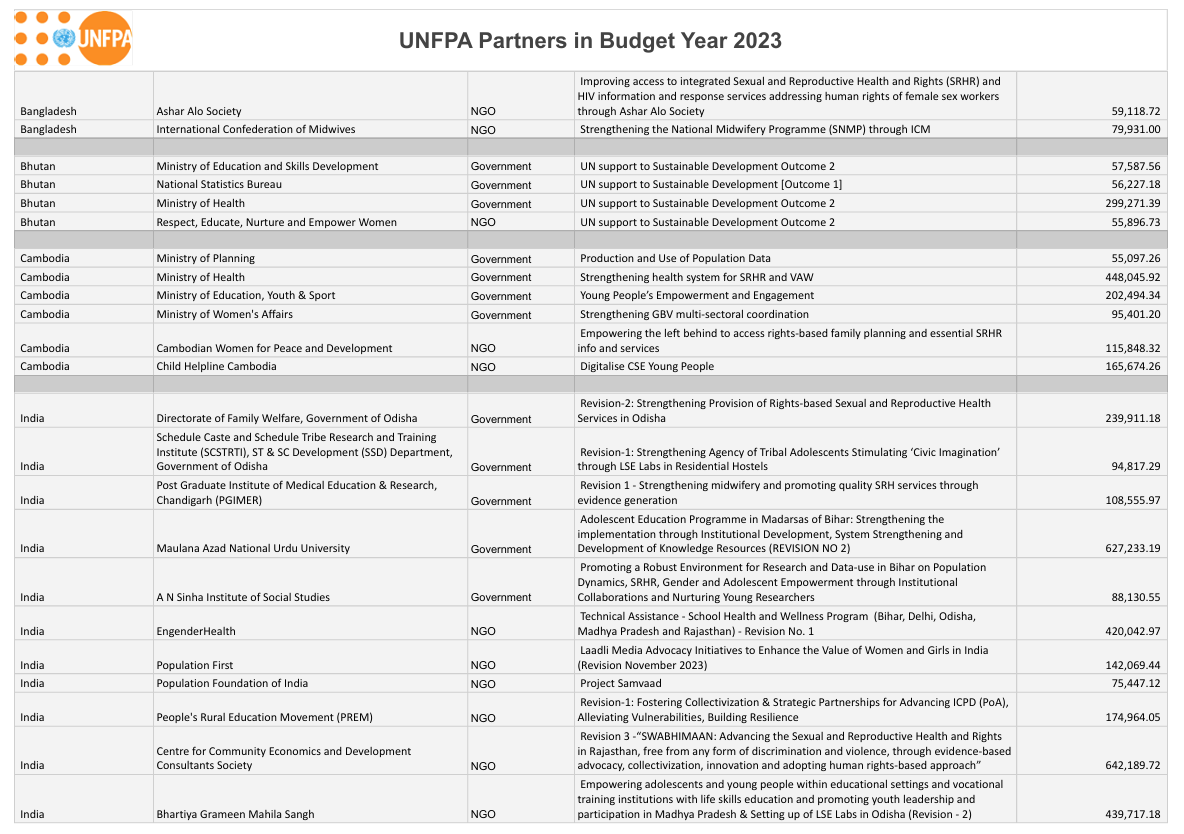 UNFPA
UNFPA Partners in Budget Year 2023
Improving access to integrated Sexual and Reproductive Health and Rights (SRHR) and
HIV information and response services addressing human rights of female sex workers
Bangladesh Ashar Alo Society NGO through Ashar Alo Society 59,118.72
Bangladesh International Confederation of Midwives NGO Strengthening the National Midwifery Programme (SNMP) through ICM 79,931.00
Bhutan Ministry of Education and Skills Development Government UN support to Sustainable Development Outcome 2 57,587.56
Bhutan National Statistics Bureau Government UN support to Sustainable Development [Outcome 1] 56,227.18
Bhutan Ministry of Health Government UN support to Sustainable Development Outcome 2 299,271.39
Bhutan Respect, Educate, Nurture and Empower Women NGO UN support to Sustainable Development Outcome 2 55,896.73
Cambodia Ministry of Planning Government Production and Use of Population Data 55,097.26
Cambodia Ministry of Health Government Strengthening health system for SRHR and VAW 448,045.92
Cambodia Ministry of Education, Youth & Sport Government Young People’s Empowerment and Engagement 202,494.34
Cambodia Ministry of Women's Affairs Government Strengthening GBV multi-sectoral coordination 95,401.20
Empowering the left behind to access rights-based family planning and essential SRHR
Cambodia Cambodian Women for Peace and Development NGO info and services 115,848.32
Cambodia Child Helpline Cambodia NGO Digitalise CSE Young People 165,674.26
Revision-2: Strengthening Provision of Rights-based Sexual and Reproductive Health
India Directorate of Family Welfare, Government of Odisha Government Services in Odisha 239,911.18
Schedule Caste and Schedule Tribe Research and Training
Institute (SCSTRTI), ST & SC Development (SSD) Department, Revision-1: Strengthening Agency of Tribal Adolescents Stimulating ‘Civic Imagination’
India Government of Odisha Government through LSE Labs in Residential Hostels 94,817.29
Post Graduate Institute of Medical Education & Research, Revision 1 - Strengthening midwifery and promoting quality SRH services through
India Chandigarh (PGIMER) Government evidence generation 108,555.97
Adolescent Education Programme in Madarsas of Bihar: Strengthening the
implementation through Institutional Development, System Strengthening and
India Maulana Azad National Urdu University Government Development of Knowledge Resources (REVISION NO 2) 627,233.19
Promoting a Robust Environment for Research and Data-use in Bihar on Population
Dynamics, SRHR, Gender and Adolescent Empowerment through Institutional
India A N Sinha Institute of Social Studies Government Collaborations and Nurturing Young Researchers 88,130.55
Technical Assistance - School Health and Wellness Program (Bihar, Delhi, Odisha,
India EngenderHealth NGO Madhya Pradesh and Rajasthan) - Revision No. 1 420,042.97
Laadli Media Advocacy Initiatives to Enhance the Value of Women and Girls in India
India Population First NGO (Revision November 2023) 142,069.44
India Population Foundation of India NGO Project Samvaad 75,447.12
Revision-1: Fostering Collectivization & Strategic Partnerships for Advancing ICPD (PoA),
India People's Rural Education Movement (PREM) NGO Alleviating Vulnerabilities, Building Resilience 174,964.05
Revision 3 -“SWABHIMAAN: Advancing the Sexual and Reproductive Health and Rights
Centre for Community Economics and Development in Rajasthan, free from any form of discrimination and violence, through evidence-based
India Consultants Society NGO advocacy, collectivization, innovation and adopting human rights-based approach” 642,189.72
Empowering adolescents and young people within educational settings and vocational
training institutions with life skills education and promoting youth leadership and
India Bhartiya Grameen Mahila Sangh NGO participation in Madhya Pradesh & Setting up of LSE Labs in Odisha (Revision - 2) 439,717.18